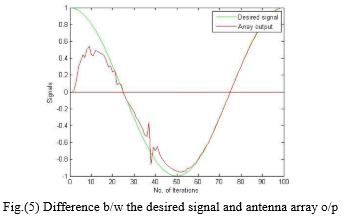 1
0.8
0.6
0.4
0.2
0
-0.2
-0.4
-0.6
-0.8
-1
Signals
Desired signal
Array output
0 10 20 30 40 50 60 70 80 90 100
No. of Iterations
Fig.(5) Difference b/w the desired signal and antenna array o/p